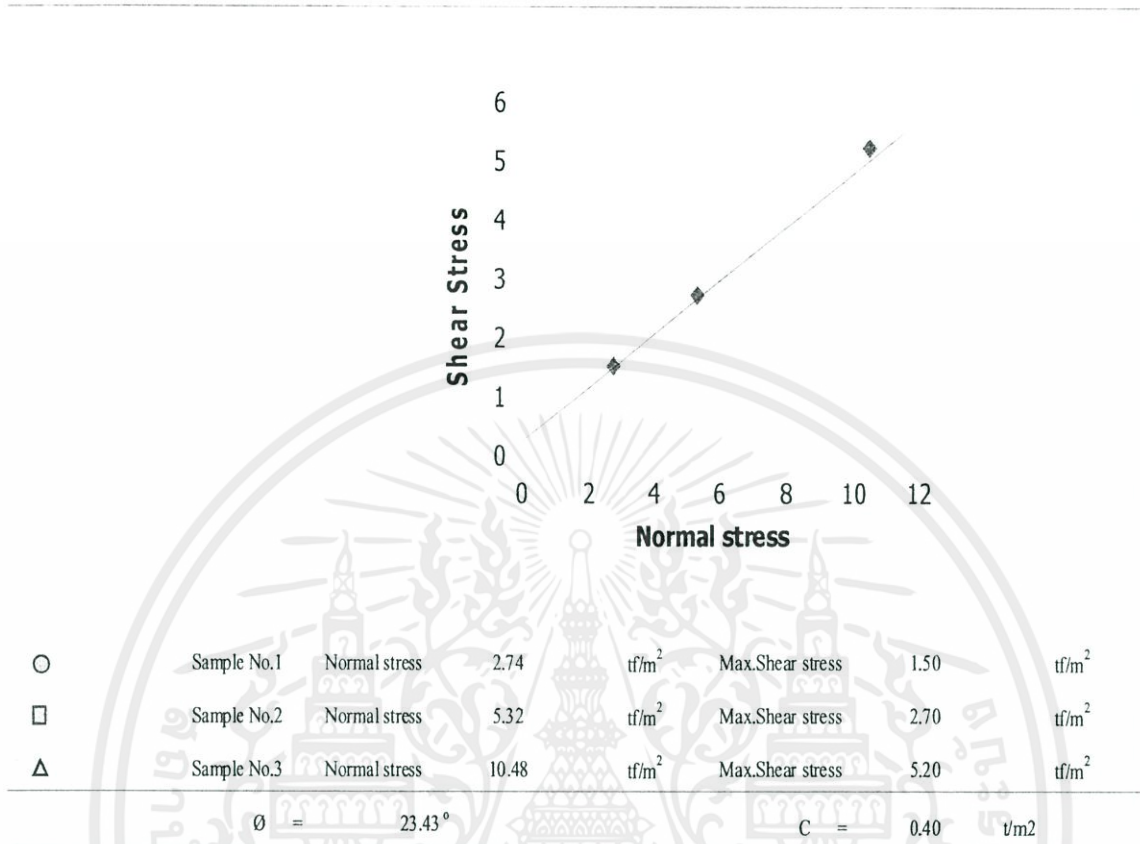 6
5
4
3
2
1
0
Shear Stress
0 2 4 6 8 10 12
Normal stress
Sample No.1 Normal stress 2.74 tf/m² Max.Shear stress 1.50 tf/m²
Sample No.2 Normal stress 5.32 tf/m² Max.Shear stress 2.70 tf/m²
Sample No.3 Normal stress 10.48 tf/m² Max.Shear stress 5.20 tf/m²
Ø = 23.43° C = 0.40 t/m2